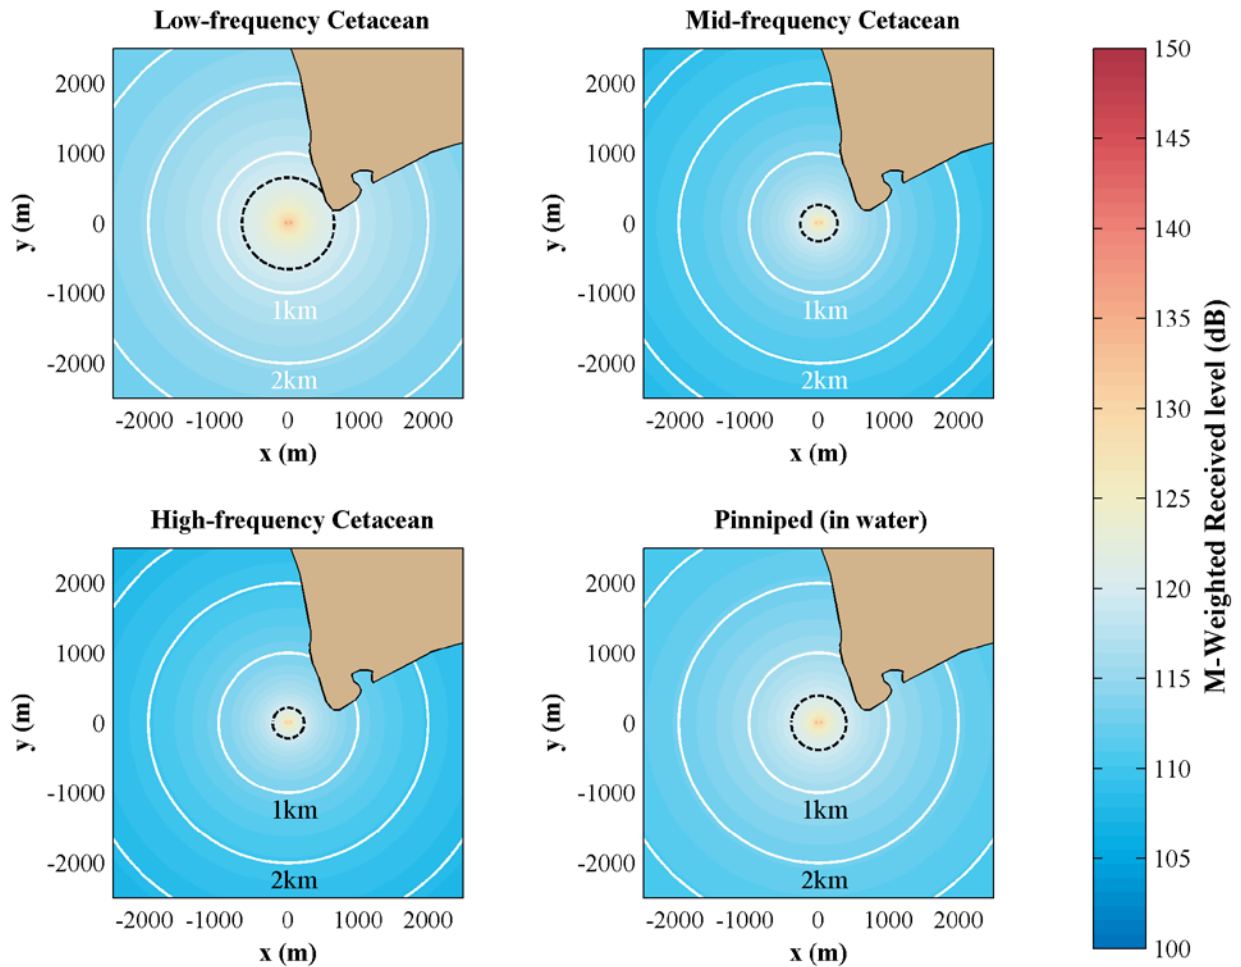 Low-frequency Cetacean
2000
1000
0
-1000
-2000
y (m)
1km
2km
-2000 -1000 0 1000 2000
x (m)
Mid-frequency Cetacean
2000
1000
0
-1000
-2000
y (m)
1km
2km
-2000 -1000 0 1000 2000
x (m)
High-frequency Cetacean
2000
1000
0
-1000
-2000
y (m)
1km
2km
-2000 -1000 0 1000 2000
x (m)
Pinniped (in water)
2000
1000
0
-1000
-2000
y (m)
1km
2km
-2000 -1000 0 1000 2000
x (m)
150
145
140
135
130
125
120
115
110
105
100
M-Weighted Received level (dB)